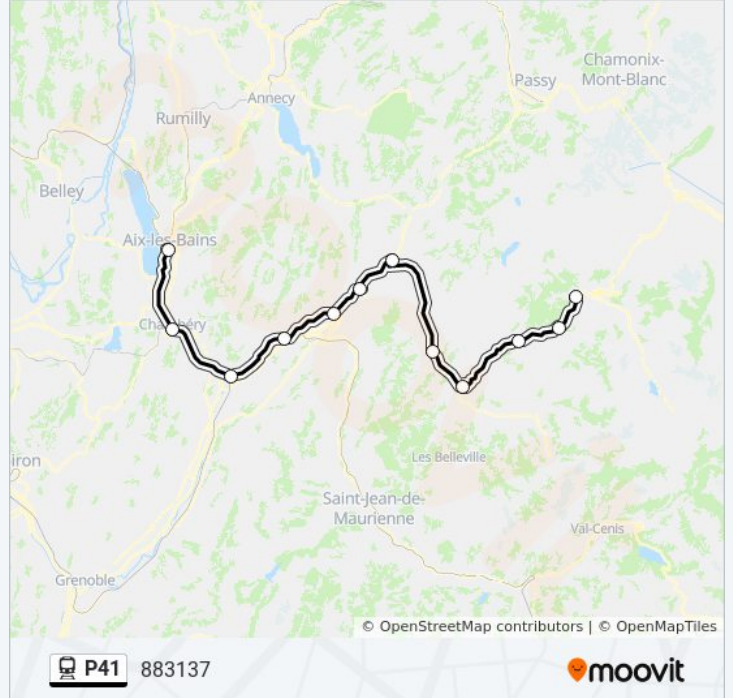 Chamonix-
Mont-Blanc
Passy
Annecy
Rumilly
Belley
Aix-les-Bains
Chambéry
iron
Les Belleville
Saint-Jean-de-
Maurienne
Val-Cenis
Grenoble
© OpenStreetMap contributors | © OpenMapTiles
P41 883137
moovit